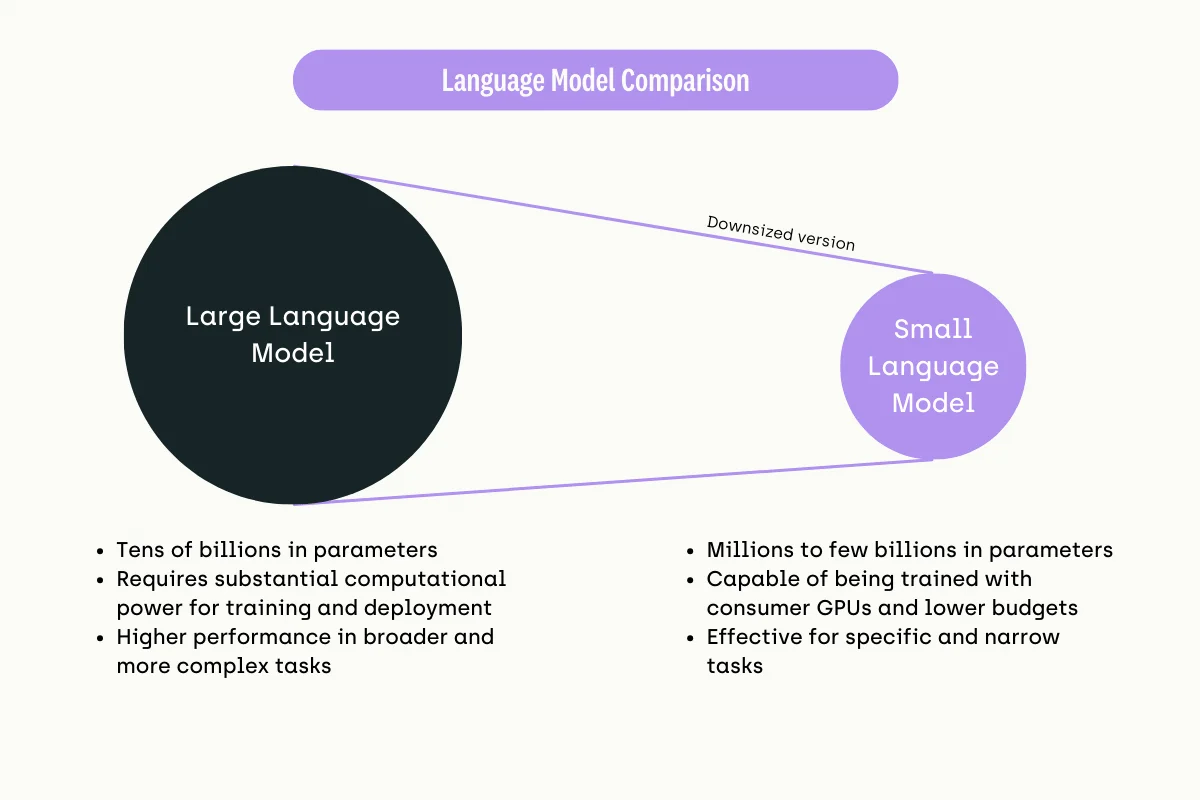 Language Model Comparison
Downsized version
Large Language
Model
Small
Language
Model
• Tens of billions in parameters
• Requires substantial computational
power for training and deployment
• Higher performance in broader and
more complex tasks
• Millions to few billions in parameters
• Capable of being trained with
consumer GPUs and lower budgets
• Effective for specific and narrow
tasks